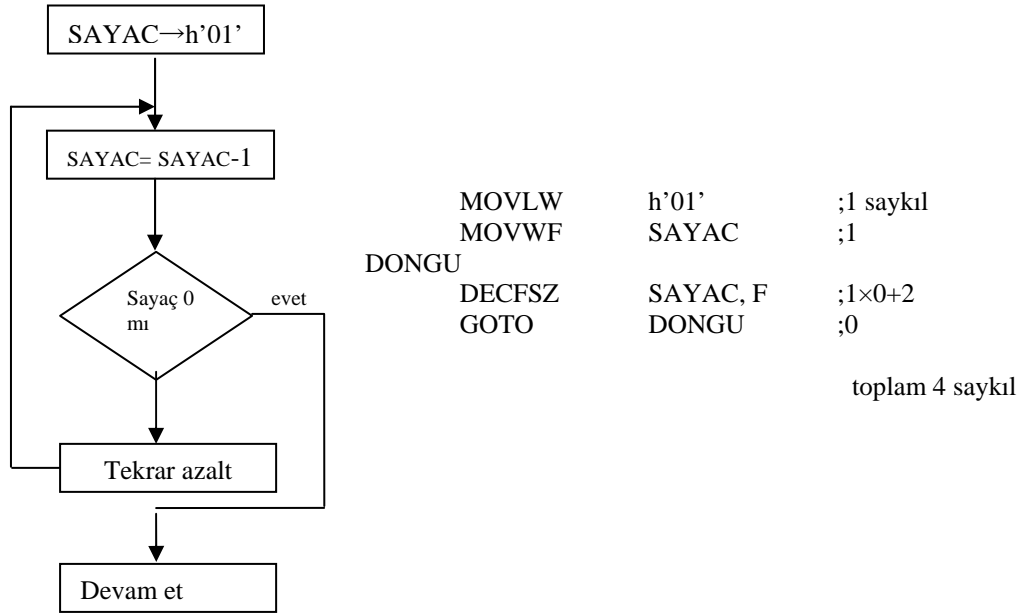 SAYAC→h’01’
SAYAC= SAYAC-1
Sayaç 0
mı
evet
Tekrar azalt
Devam et
MOVLW h’01’ ;1 saykıl
MOVWF SAYAC ;1
DONGU
DECFSZ SAYAC, F ;1×0+2
GOTO DONGU ;0
toplam 4 saykıl